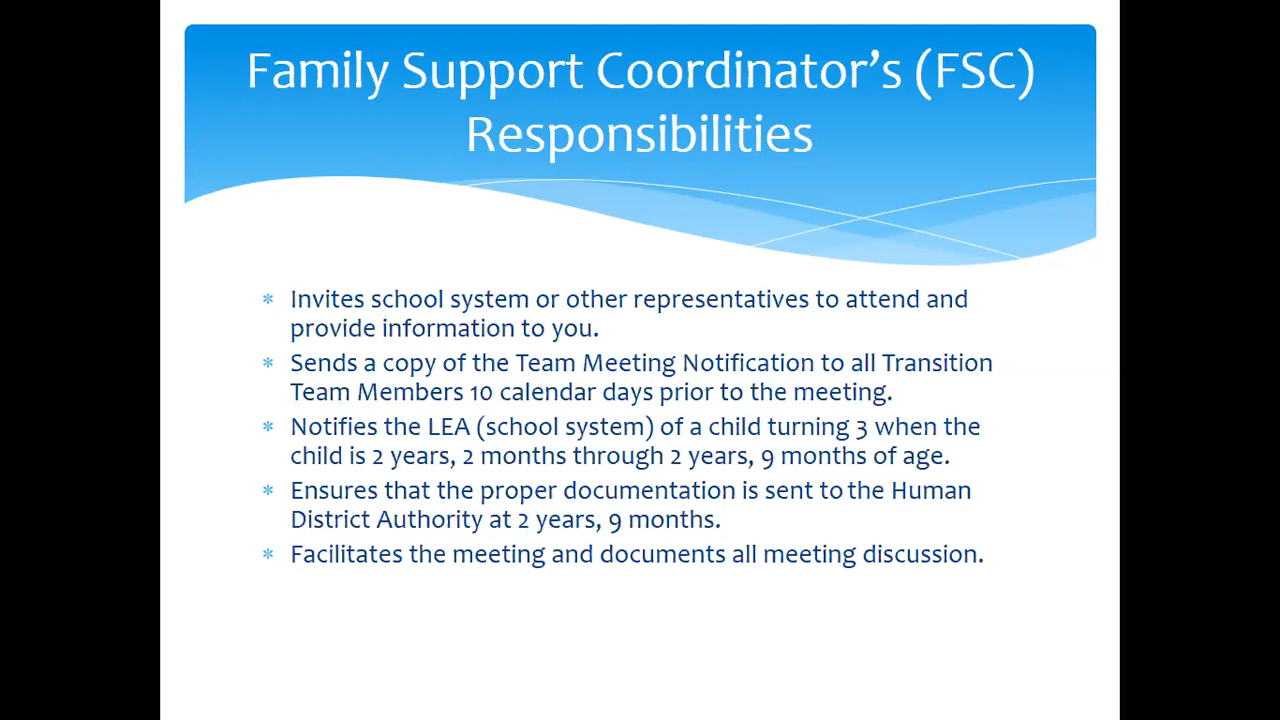 Family Support Coordinator’s (FSC)
Responsibilities
* Invites school system or other representatives to attend and
provide information to you.
* Sends a copy of the Team Meeting Notification to all Transition
Team Members 10 calendar days prior to the meeting.
* Notifies the LEA (school system) of a child turning 3 when the
child is 2 years, 2 months through 2 years, 9 months of age.
* Ensures that the proper documentation is sent to the Human
District Authority at 2 years, 9 months.
* Facilitates the meeting and documents all meeting discussion.